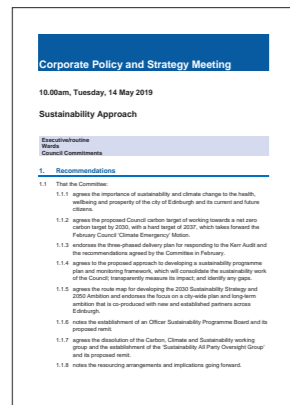 Corporate Policy and Strategy Meeting
10.00am, Tuesday, 14 May 2019
Sustainability Approach
Executive/routine
Wards
Council Commitments
1. Recommendations
1.1 That the Committee:
1.1.1 agrees the importance of sustainability and climate change to the health,
wellbeing and prosperity of the city of Edinburgh and its current and future
citizens.
1.1.2 agrees the proposed Council carbon target of working towards a net zero
carbon target by 2030, with a hard target of 2037, which takes forward the
February Council 'Climate Emergency' Motion.
1.1.3 endorses the three-phased delivery plan for responding to the Kerr Audit and
the recommendations agreed by the Committee in February.
1.1.4 agrees to the proposed approach to developing a sustainability programme
plan and monitoring framework, which will consolidate the sustainability work
of the Council; transparently measure its impact; and identify any gaps.
1.1.5 agrees the route map for developing the 2030 Sustainability Strategy and
2050 Ambition and endorses the focus on a city-wide plan and long-term
ambition that is co-produced with new and established partners across
Edinburgh.
1.1.6 notes the establishment of an Officer Sustainability Programme Board and its
proposed remit.
1.1.7 agrees the dissolution of the Carbon, Climate and Sustainability working
group and the establishment of the 'Sustainability All Party Oversight Group'
and its proposed remit.
1.1.8 notes the resourcing arrangements and implications going forward.